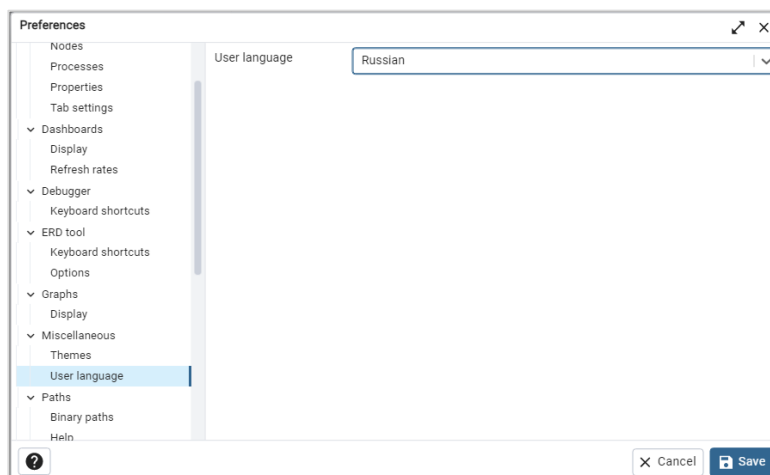 Preferences
Nodes
Processes
Properties
Tab settings
Dashboards
Display
Refresh rates
Debugger
Keyboard shortcuts
ERD tool
Keyboard shortcuts
Options
Graphs
Display
Miscellaneous
Themes
User language
Paths
Binary paths
Help
User language
Russian
Cancel
Save